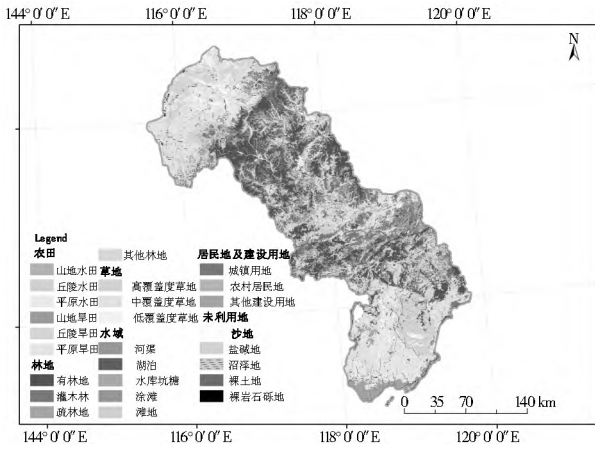 144°0′0″E 116°0′0″E 118°0′0″E 120°0′0″E
N
Legend
农田
山地水田
丘陵水田
平原水田
山地旱田
丘陵旱田
平原旱田
林地
有林地
灌木林
疏林地
其他林地
草地
高覆盖度草地
中覆盖度草地
低覆盖度草地
水域
河渠
湖泊
水库坑塘
涂滩
滩地
居民地及建设用地
城镇用地
农村居民地
其他建设用地
未利用地
沙地
盐碱地
沼泽地
裸土地
裸岩石砾地
0 35 70 140 km
144°0′0″E 116°0′0″E 118°0′0″E 120°0′0″E